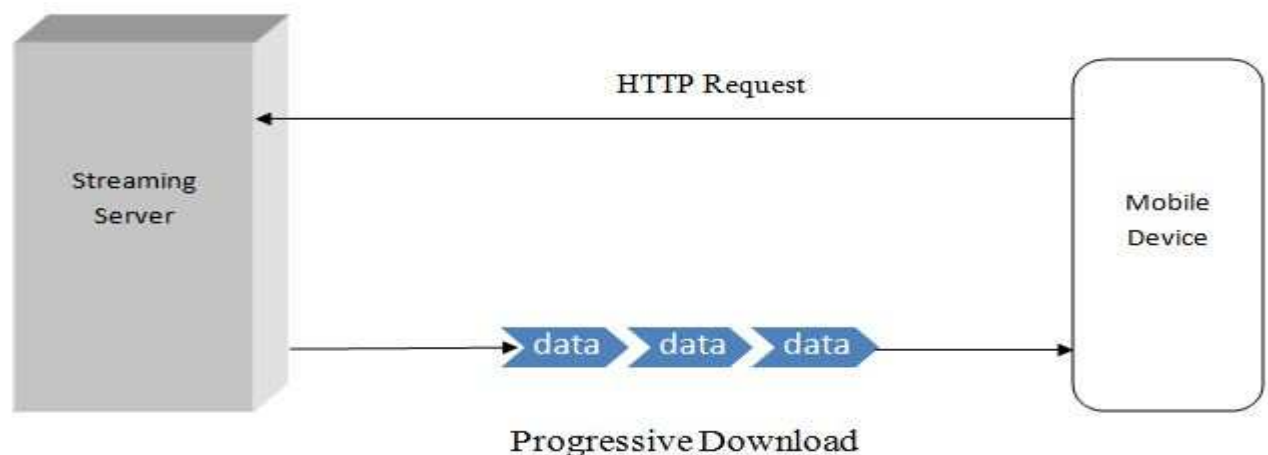 HTTP Request
Streaming
Server
Mobile
Device
data data data
Progressive Download